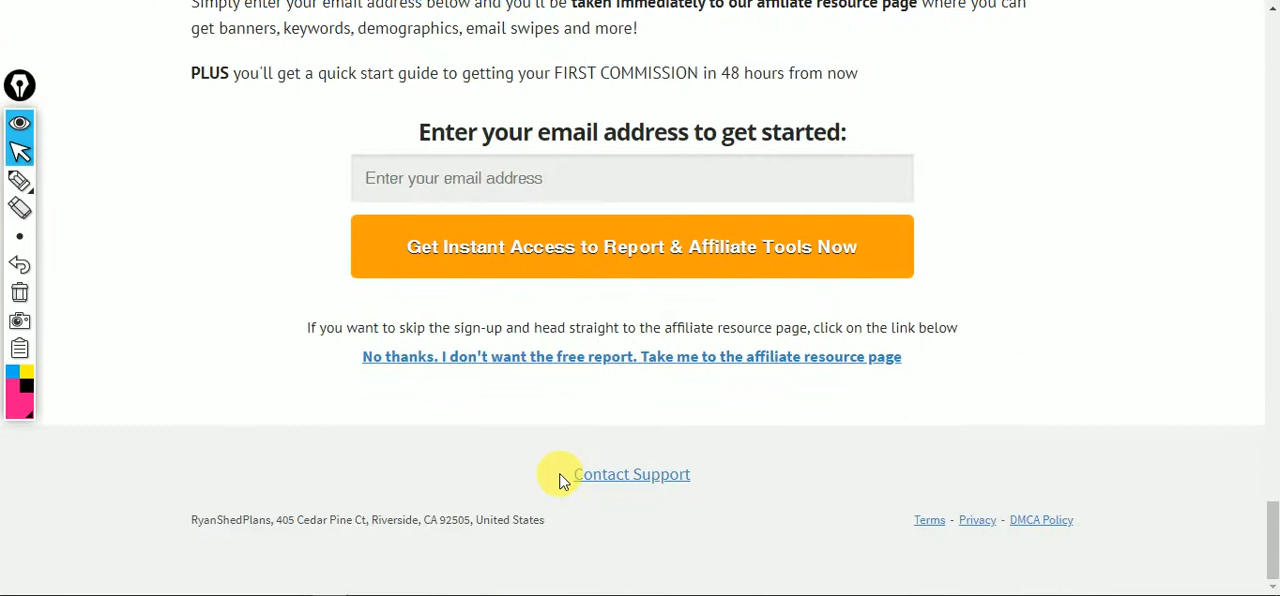 Simply enter your email address below and you'll be taken immediately to our affiliate resource page where you can
get banners, keywords, demographics, email swipes and more!
PLUS you'll get a quick start guide to getting your FIRST COMMISSION in 48 hours from now
Enter your email address to get started:
Enter your email address
Get Instant Access to Report & Affiliate Tools Now
If you want to skip the sign-up and head straight to the affiliate resource page, click on the link below
No thanks. I don't want the free report. Take me to the affiliate resource page
Contact Support
RyanShedPlans, 405 Cedar Pine Ct, Riverside, CA 92505, United States
Terms - Privacy - DMCA Policy